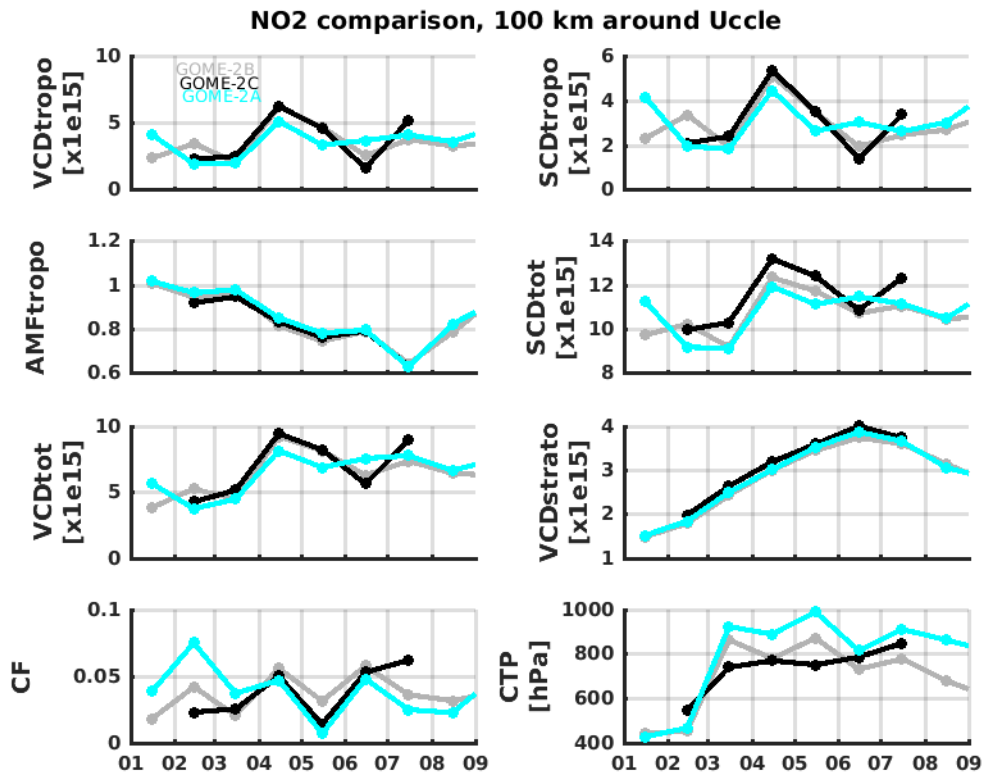 NO2 comparison, 100 km around Uccle
VCDtropo
[x1e15]
10
5
0
GOME-2B
GOME-2C
GOME-2A
SCDtropo
[x1e15]
6
4
2
0
AMFtropo
1.2
1
0.8
0.6
SCDtot
[x1e15]
14
12
10
8
VCDtot
[x1e15]
10
5
0
VCDstrato
[x1e15]
4
3
2
1
CF
0.1
0.05
0
01 02 03 04 05 06 07 08 09
CTP
[hPa]
1000
800
600
400
01 02 03 04 05 06 07 08 09